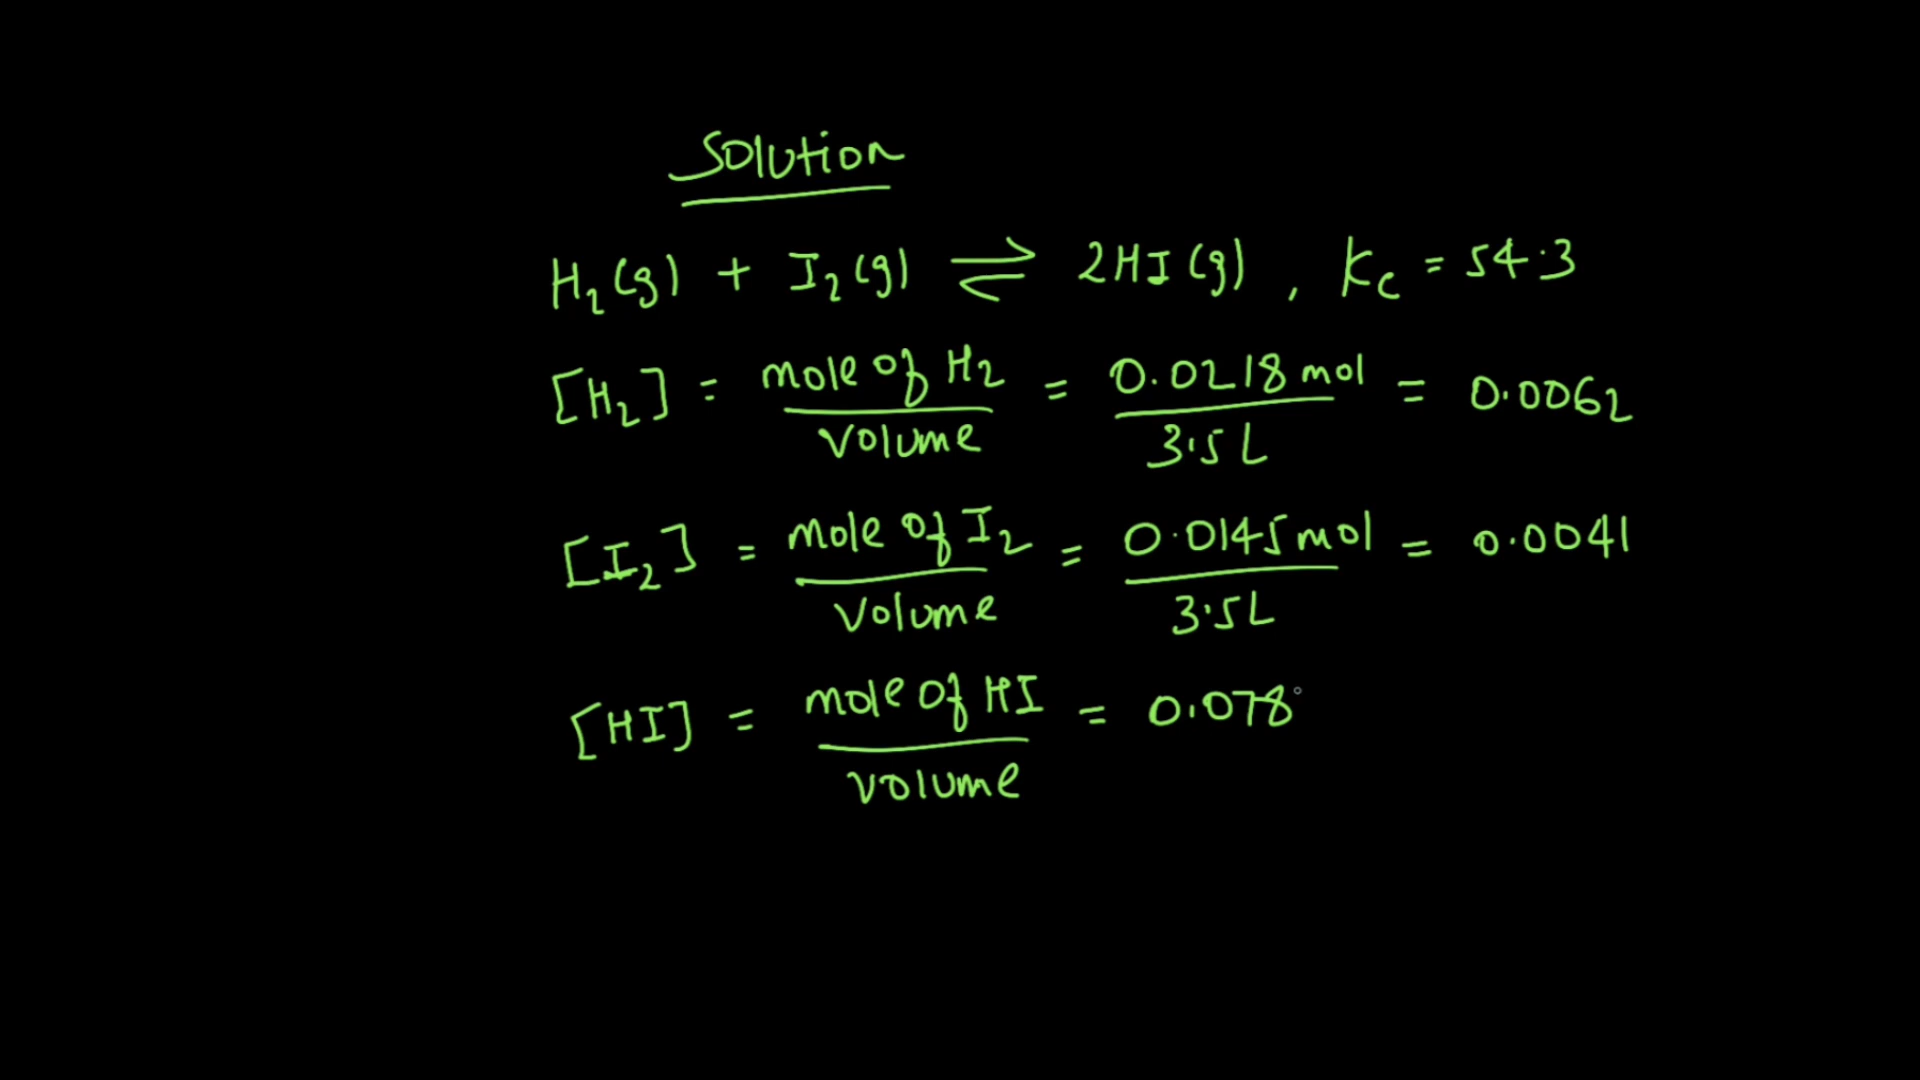 Solution
H₂(g) + I₂(g) ⇌ 2HI(g), Kc = 54.3
[H₂] = mole of H₂ / volume = 0.0218 mol / 3.5 L = 0.0062
[I₂] = mole of I₂ / volume = 0.0145 mol / 3.5L = 0.0041
[HI] = mole of HI / volume = 0.078